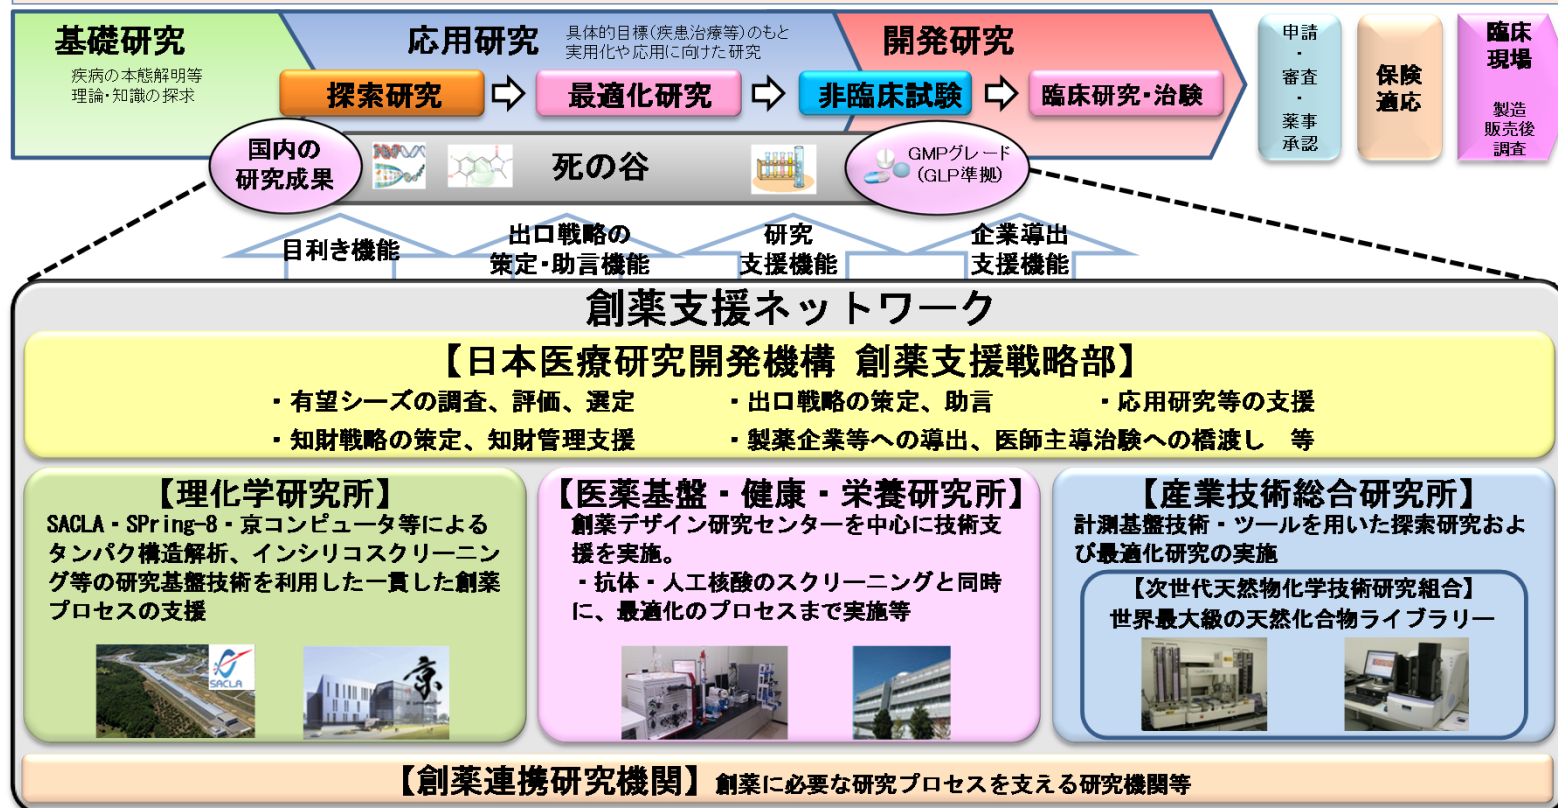 基礎研究
疾病の本態解明等
理論・知識の探求
応用研究
具体的目標(疾患治療等)のもと
実用化や応用に向けた研究
開発研究
探索研究
最適化研究
非臨床試験
臨床研究・治験
申請
・
審査
・
薬事
承認
保険
適応
臨床
現場
製造
販売後
調査
国内の
研究成果
死の谷
GMPグレード
(GLP準拠)
目利き機能
出口戦略の
策定・助言機能
研究
支援機能
企業導出
支援機能
創薬支援ネットワーク
【日本医療研究開発機構 創薬支援戦略部】
・有望シーズの調査、評価、選定
・出口戦略の策定、助言
・応用研究等の支援
・知財戦略の策定、知財管理支援
・製薬企業等への導出、医師主導治験への橋渡し 等
【理化学研究所】
SACLA・SPring-8・京コンピュータ等による
タンパク構造解析、インシリコスクリーニン
グ等の研究基盤技術を利用した一貫した創薬
プロセスの支援
SACLA
京
【医薬基盤・健康・栄養研究所】
創薬デザイン研究センターを中心に技術支
援を実施。
・抗体・人工核酸のスクリーニングと同時
に、最適化のプロセスまで実施等
【産業技術総合研究所】
計測基盤技術・ツールを用いた探索研究およ
び最適化研究の実施
【次世代天然物化学技術研究組合】
世界最大級の天然化合物ライブラリー
【創薬連携研究機関】創薬に必要な研究プロセスを支える研究機関等